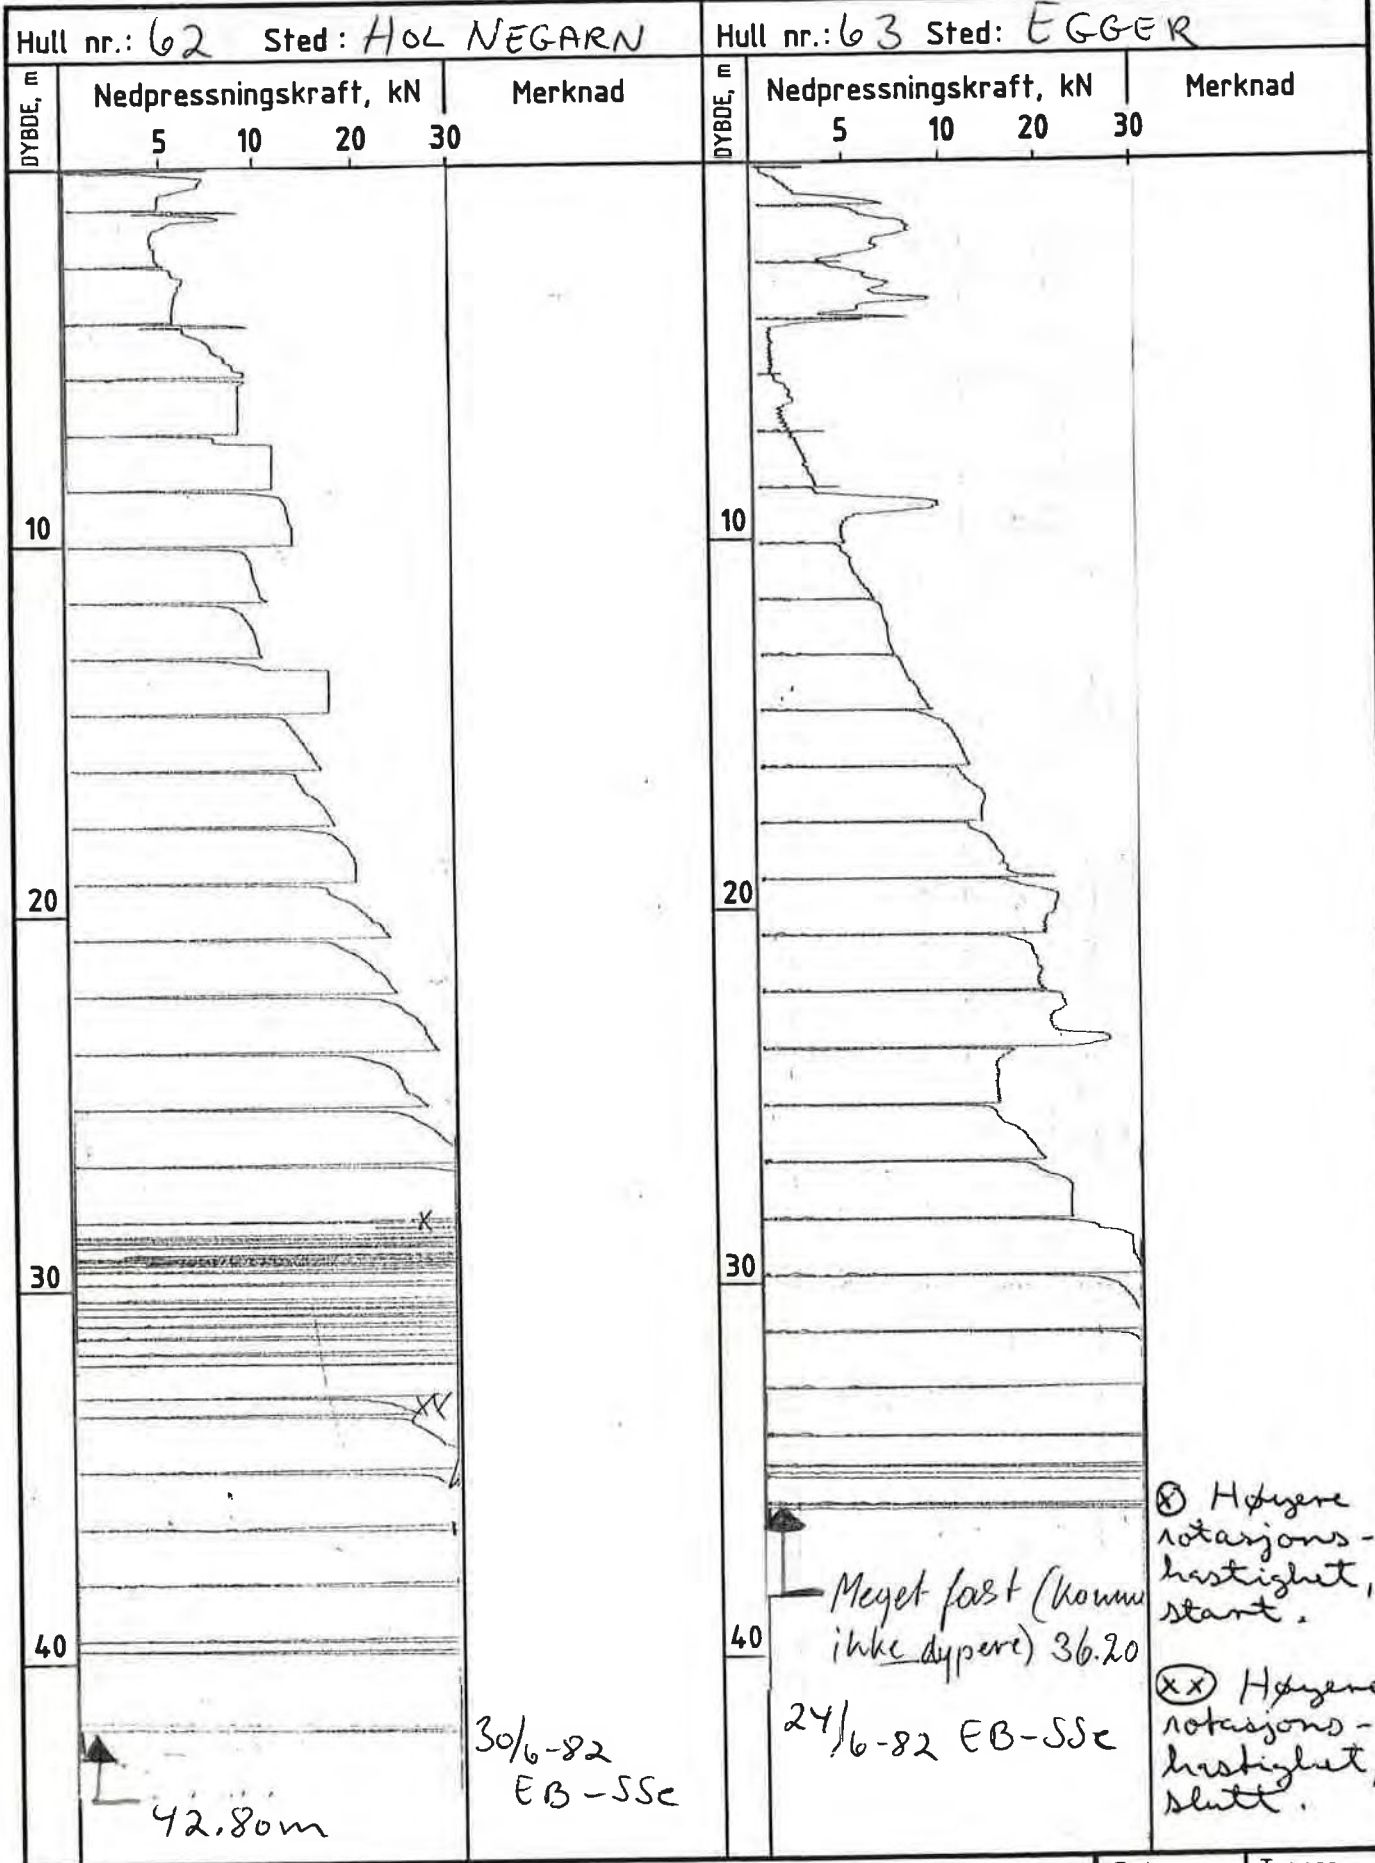 Hull nr.: 62 Sted: HOL NEGARN
Nedpressningskraft, kN
Merknad
DYBDE, m
5 10 20 30
10
20
30
40
X
XX
42.80m
30/6-82
EB-SSe
Hull nr.: 63 Sted: EGGER
Nedpressningskraft, kN
Merknad
DYBDE, m
5 10 20 30
10
20
30
40
Meget fast (Kommer
ikke dypere) 36.20
24/6-82 EB-SSe
(x) Høyere
rotasjons-
hastighet,
start.
(xx) Høyere
rotasjons-
hastighet,
slutt.